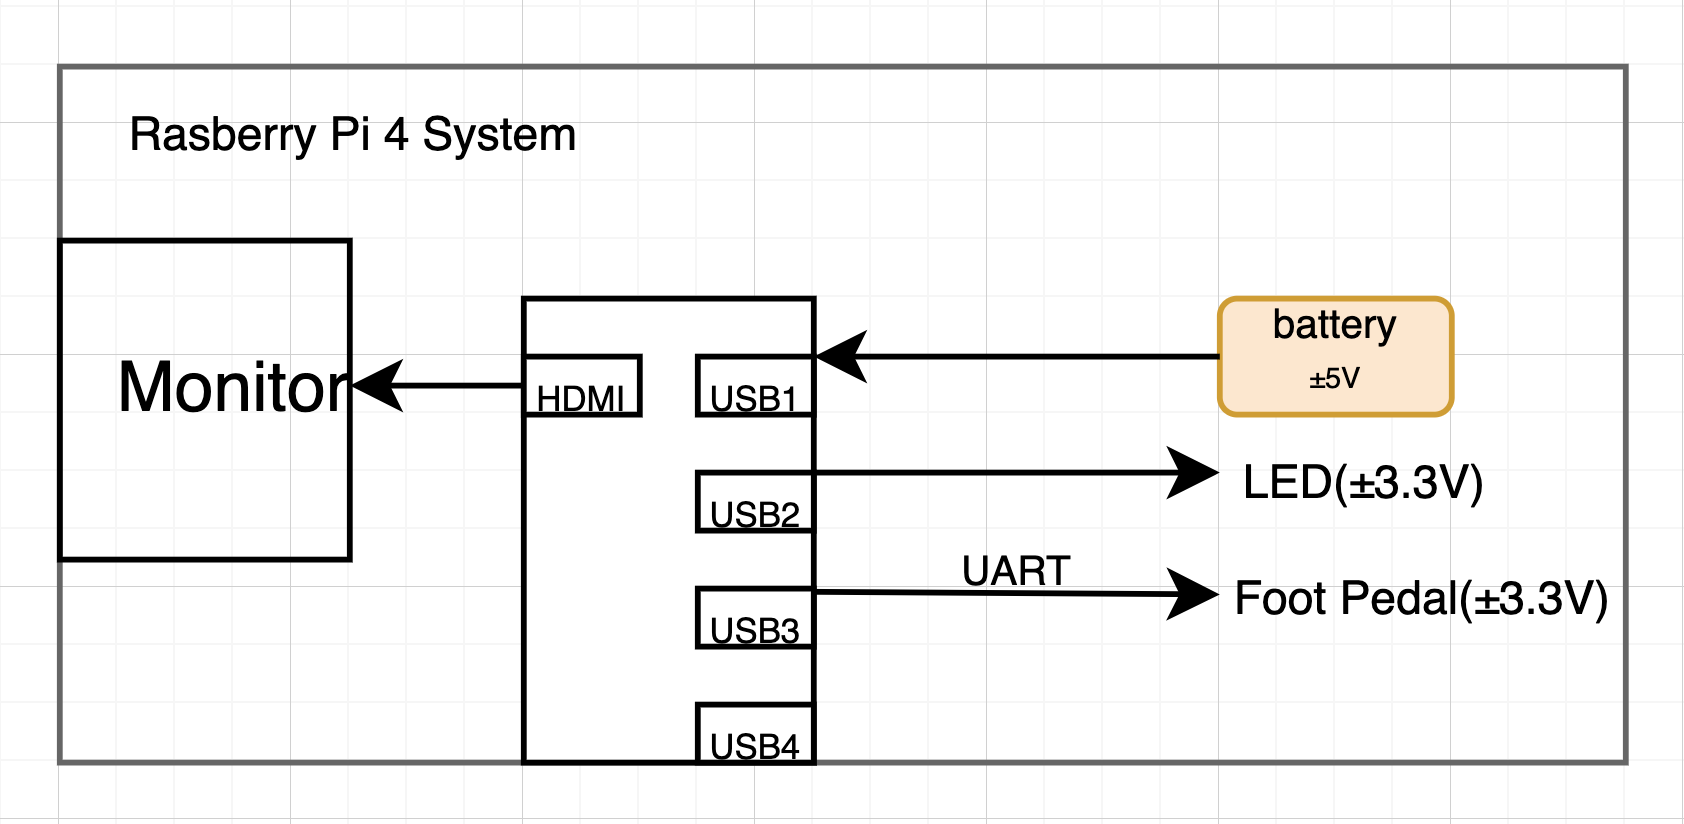 Rasberry Pi 4 System
Monitor
HDMI
USB1
battery
±5V
USB2
LED(±3.3V)
UART
USB3
Foot Pedal(±3.3V)
USB4